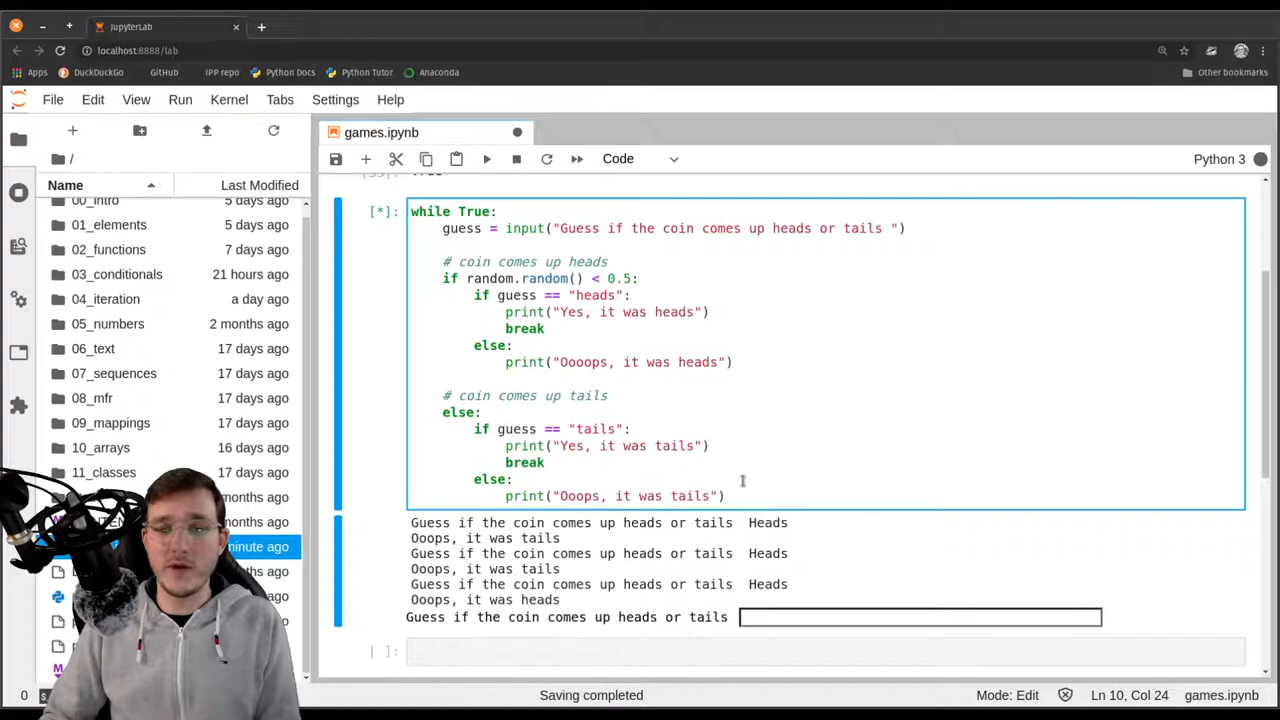 JupyterLab
localhost:8888/lab
Apps DuckDuckGo GitHub IPP repo Python Docs Python Tutor Anaconda Other bookmarks
File Edit View Run Kernel Tabs Settings Help
games.ipynb
/
Code Python 3
Name Last Modified
00_intro 5 days ago
01_elements 5 days ago
02_functions 7 days ago
03_conditionals 21 hours ago
04_iteration a day ago
05_numbers 2 months ago
06_text 17 days ago
07_sequences 17 days ago
08_mfr 17 days ago
09_mappings 17 days ago
10_arrays 16 days ago
11_classes 17 days ago
months ago
months ago
minute ago
ths ago
ago
ago
ago
ago
True
[*]: while True:
guess = input("Guess if the coin comes up heads or tails ")
# coin comes up heads
if random.random() < 0.5:
if guess == "heads":
print("Yes, it was heads")
break
else:
print("Oooops, it was heads")
# coin comes up tails
else:
if guess == "tails":
print("Yes, it was tails")
break
else:
print("Ooops, it was tails")
Guess if the coin comes up heads or tails  Heads
Ooops, it was tails
Guess if the coin comes up heads or tails  Heads
Ooops, it was tails
Guess if the coin comes up heads or tails  Heads
Ooops, it was heads
Guess if the coin comes up heads or tails
[ ]:
0 Saving completed Mode: Edit Ln 10, Col 24 games.ipynb